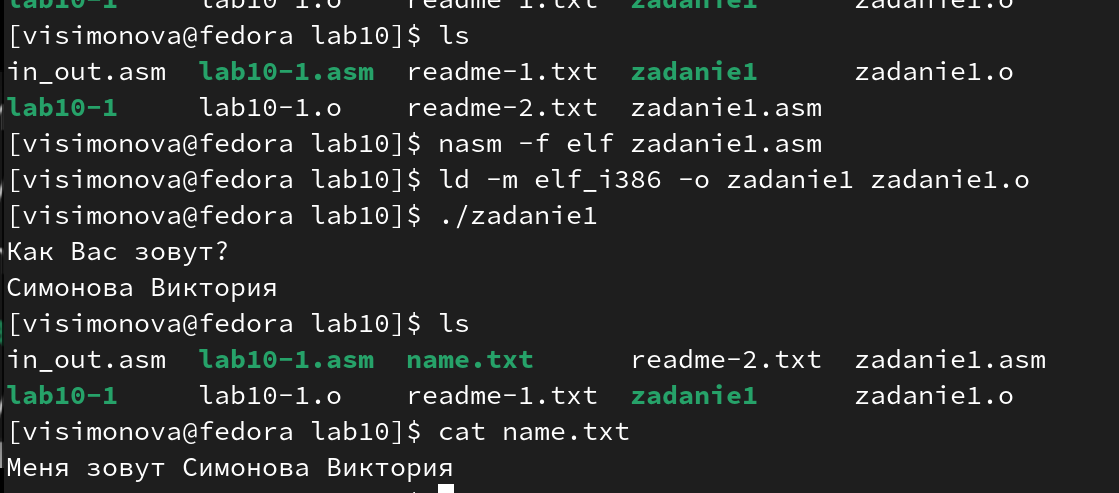 lab10-1 lab10-1.o readme-1.txt zadanie1 zadanie1.o
[visimonova@fedora lab10]$ ls
in_out.asm lab10-1.asm readme-1.txt zadanie1 zadanie1.o
lab10-1 lab10-1.o readme-2.txt zadanie1.asm
[visimonova@fedora lab10]$ nasm -f elf zadanie1.asm
[visimonova@fedora lab10]$ ld -m elf_i386 -o zadanie1 zadanie1.o
[visimonova@fedora lab10]$ ./zadanie1
Как Вас зовут?
Симонова Виктория
[visimonova@fedora lab10]$ ls
in_out.asm lab10-1.asm name.txt readme-2.txt zadanie1.asm
lab10-1 lab10-1.o readme-1.txt zadanie1 zadanie1.o
[visimonova@fedora lab10]$ cat name.txt
Меня зовут Симонова Виктория